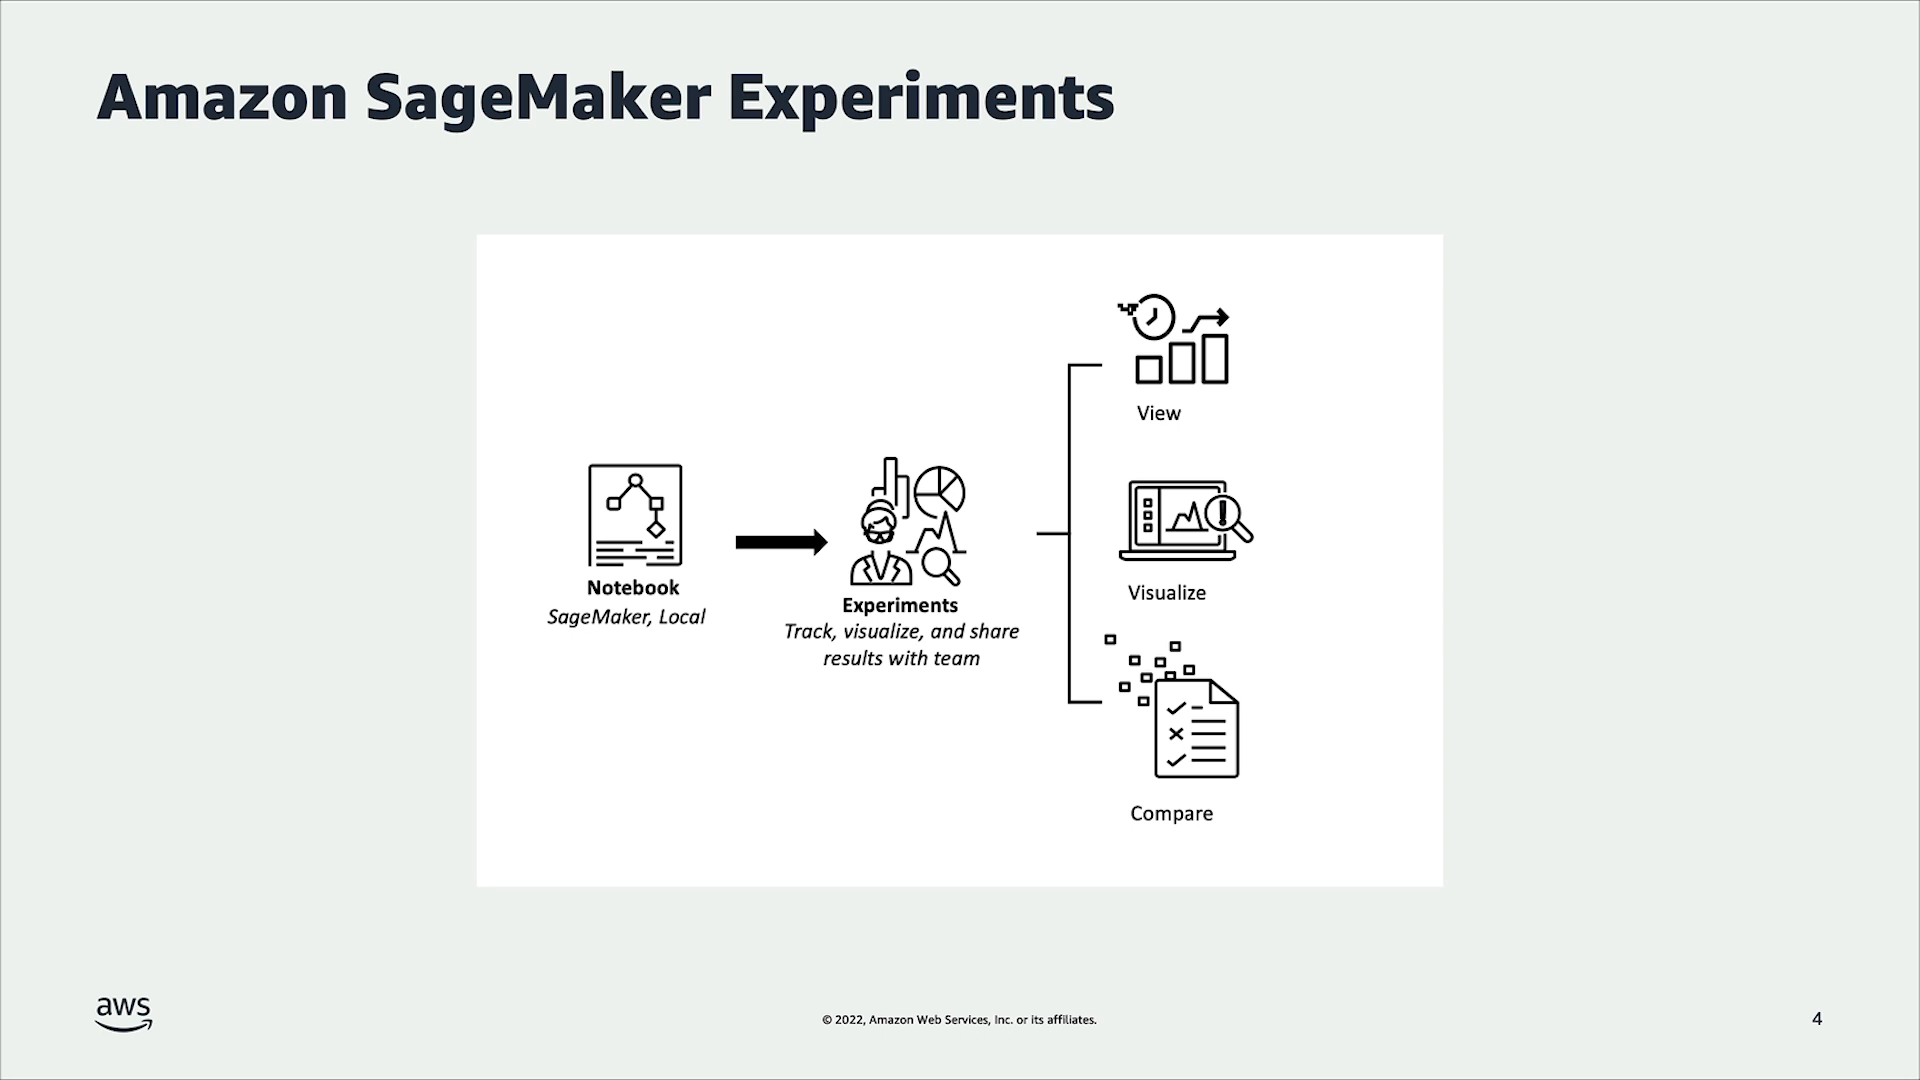 Amazon SageMaker Experiments
View
Notebook
SageMaker, Local
Experiments
Track, visualize, and share
results with team
Visualize
Compare
aws
© 2022, Amazon Web Services, Inc. or its affiliates.
4